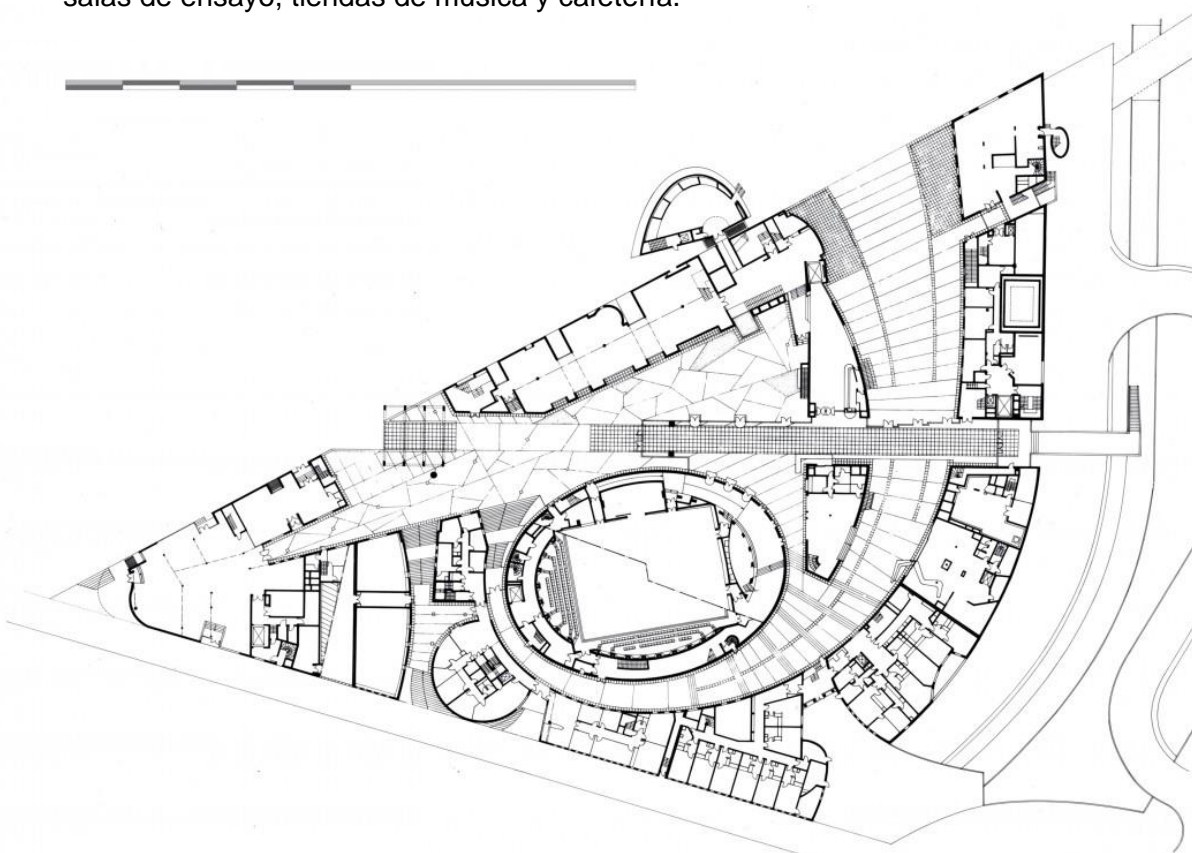 salas de ensayo, tiendas de música y cafetería.